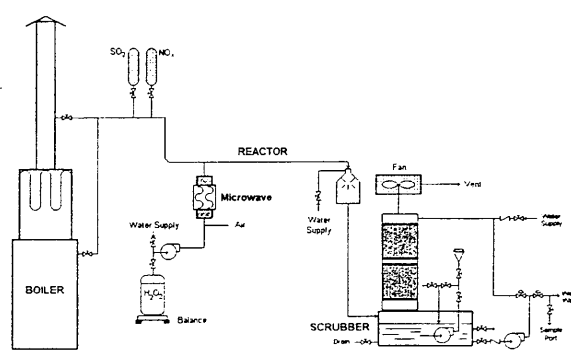 SO₂
NOₓ
REACTOR
Fan
Vent
Microwave
Water Supply
Air
Water
Supply
Water
Supply
BOILER
H₂O₂
Balance
SCRUBBER
Drain
Sample
Port